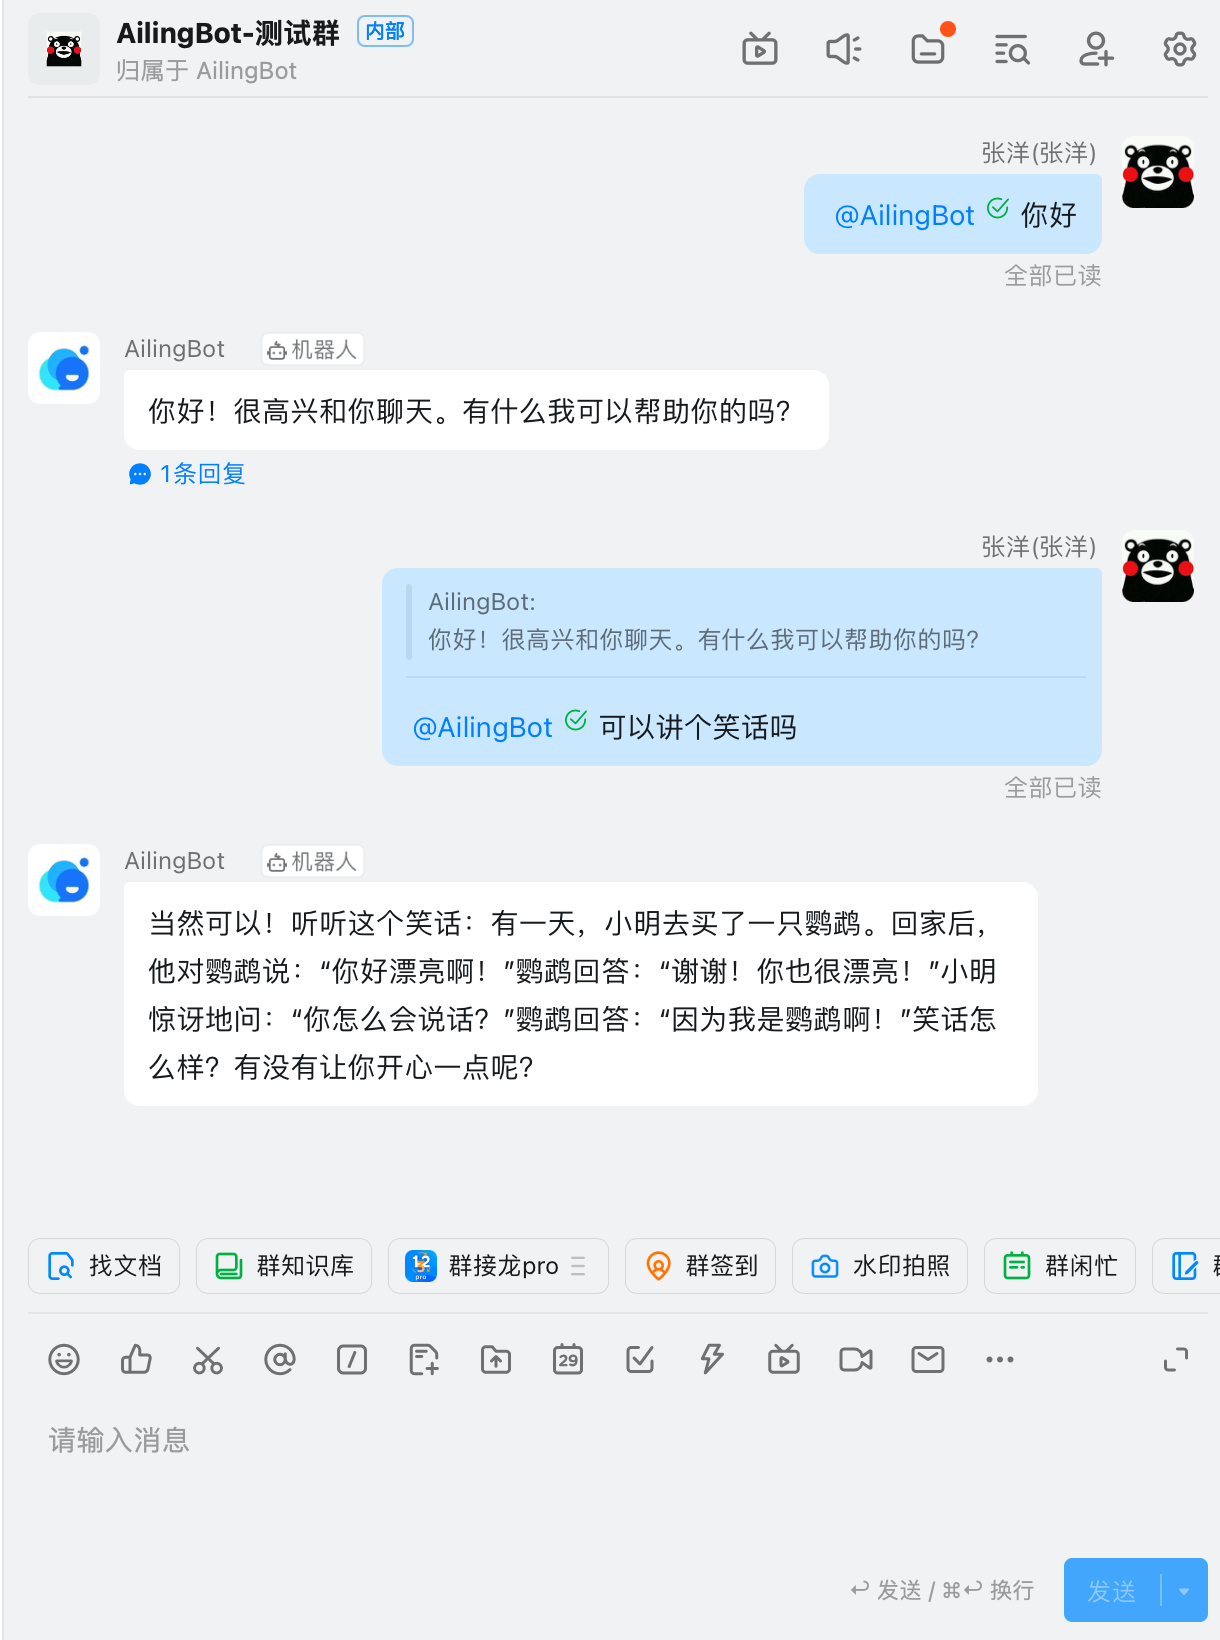 AilingBot-测试群 内部
归属于 AilingBot
张洋(张洋)
@AilingBot 你好
全部已读
AilingBot 机器人
你好！很高兴和你聊天。有什么我可以帮助你的吗？
1条回复
张洋(张洋)
AilingBot:
你好！很高兴和你聊天。有什么我可以帮助你的吗？
@AilingBot 可以讲个笑话吗
全部已读
AilingBot 机器人
当然可以！听听这个笑话：有一天，小明去买了一只鹦鹉。回家后，
他对鹦鹉说：“你好漂亮啊！”鹦鹉回答：“谢谢！你也很漂亮！”小明
惊讶地问：“你怎么会说话？”鹦鹉回答：“因为我是鹦鹉啊！”笑话怎
么样？有没有让你开心一点呢？
找文档 群知识库 123 pro 群接龙pro 群签到 水印拍照 群闲忙
29
请输入消息
↩ 发送 / ⌘↩ 换行 发送